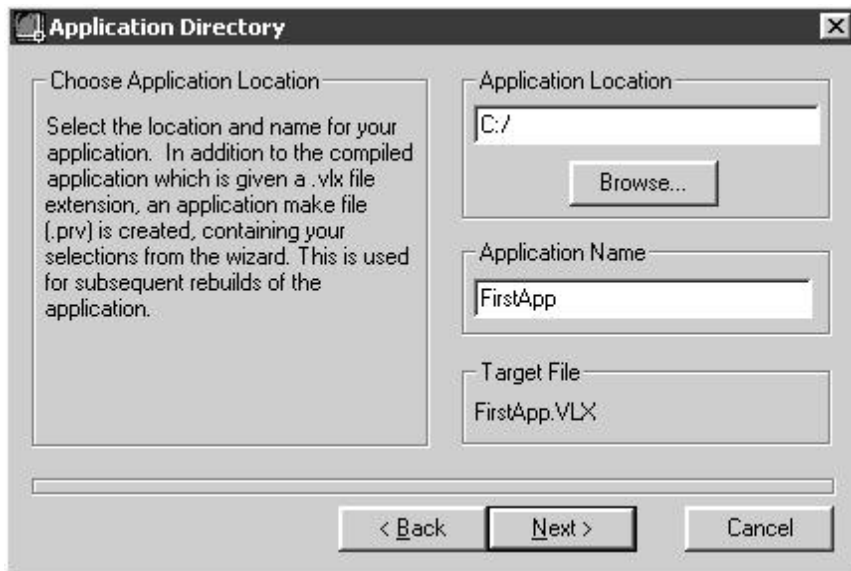 Application Directory
Choose Application Location
Select the location and name for your
application. In addition to the compiled
application which is given a .vlx file
extension, an application make file
(.prv) is created, containing your
selections from the wizard. This is used
for subsequent rebuilds of the
application.
Application Location
C:/
Browse...
Application Name
FirstApp
Target File
FirstApp.VLX
< Back
Next >
Cancel